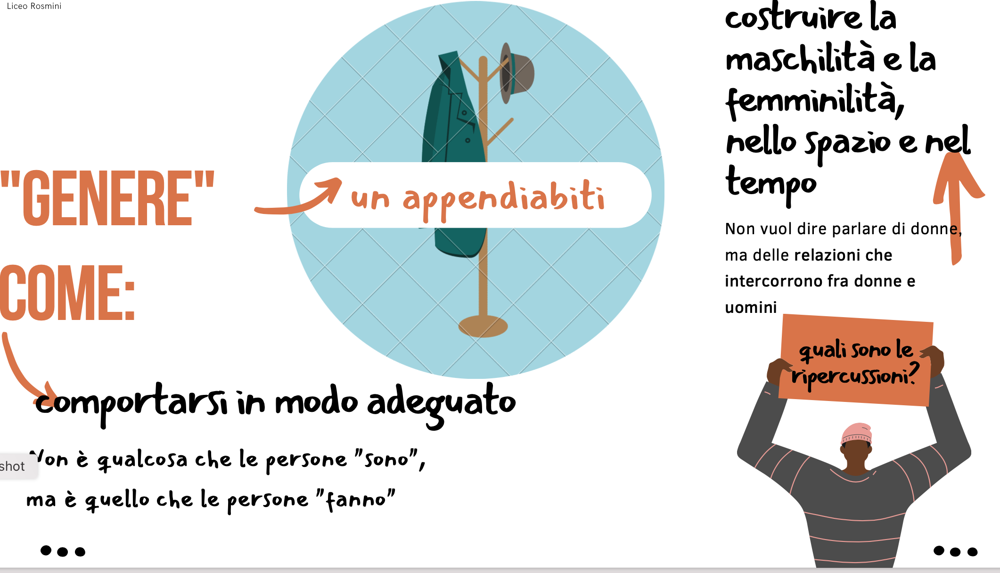 Liceo Rosmini
"GENERE"
COME:
un appendiabiti
comportarsi in modo adeguato
Non è qualcosa che le persone "sono",
ma è quello che le persone "fanno"
...
shot
costruire la
maschilità e la
femminilità,
nello spazio e nel
tempo
Non vuol dire parlare di donne,
ma delle relazioni che
intercorrono fra donne e
uomini
quali sono le
ripercussioni?
...